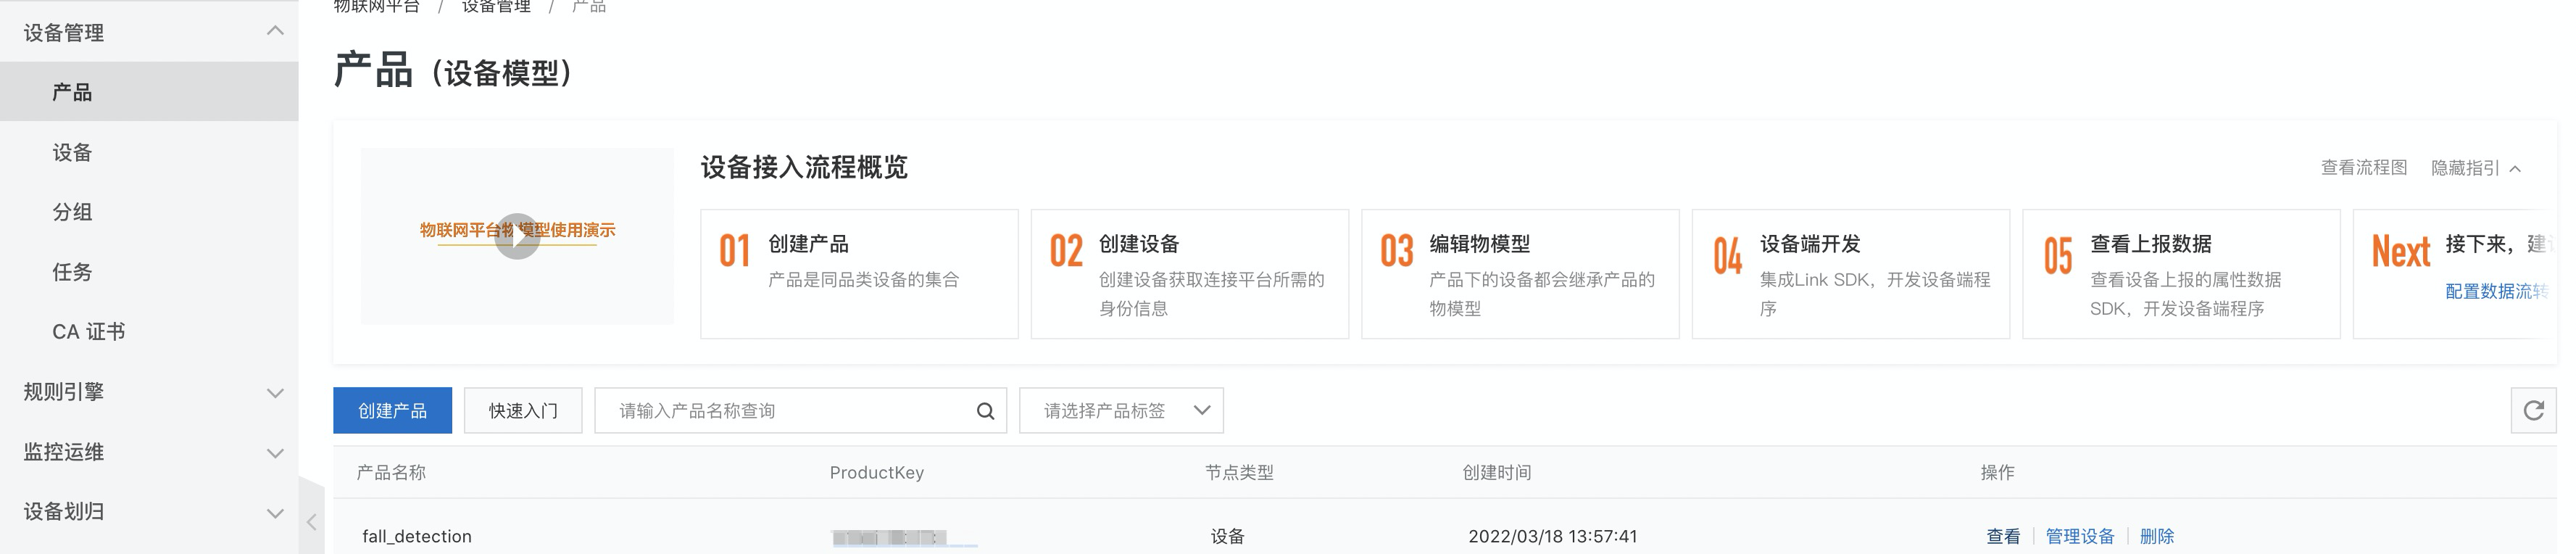 物联网平台 / 设备管理 / 产品
设备管理
产品
设备
分组
任务
CA 证书
规则引擎
监控运维
设备划归
产品（设备模型）
物联网平台物模型使用演示
设备接入流程概览
查看流程图 隐藏指引
01 创建产品
产品是同品类设备的集合
02 创建设备
创建设备获取连接平台所需的
身份信息
03 编辑物模型
产品下的设备都会继承产品的
物模型
04 设备端开发
集成Link SDK，开发设备端程
序
05 查看上报数据
查看设备上报的属性数据
SDK，开发设备端程序
Next 接下来，建
配置数据流转
创建产品 快速入门 请输入产品名称查询 请选择产品标签
产品名称 ProductKey 节点类型 创建时间 操作
fall_detection 设备 2022/03/18 13:57:41 查看 管理设备 删除